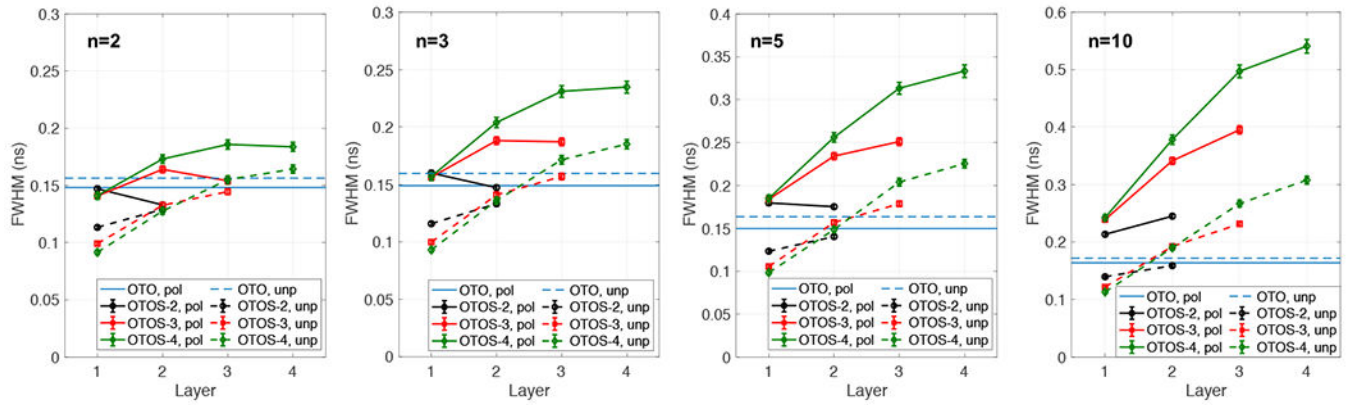 n=2
FWHM (ns)
0.3
0.25
0.2
0.15
0.1
0.05
0
OTO, pol OTO, unp
OTOS-2, pol OTOS-2, unp
OTOS-3, pol OTOS-3, unp
OTOS-4, pol OTOS-4, unp
1 2 3 4
Layer
n=3
FWHM (ns)
0.3
0.25
0.2
0.15
0.1
0.05
0
OTO, pol OTO, unp
OTOS-2, pol OTOS-2, unp
OTOS-3, pol OTOS-3, unp
OTOS-4, pol OTOS-4, unp
1 2 3 4
Layer
n=5
FWHM (ns)
0.4
0.35
0.3
0.25
0.2
0.15
0.1
0.05
0
OTO, pol OTO, unp
OTOS-2, pol OTOS-2, unp
OTOS-3, pol OTOS-3, unp
OTOS-4, pol OTOS-4, unp
1 2 3 4
Layer
n=10
FWHM (ns)
0.6
0.5
0.4
0.3
0.2
0.1
0
OTO, pol OTO, unp
OTOS-2, pol OTOS-2, unp
OTOS-3, pol OTOS-3, unp
OTOS-4, pol OTOS-4, unp
1 2 3 4
Layer